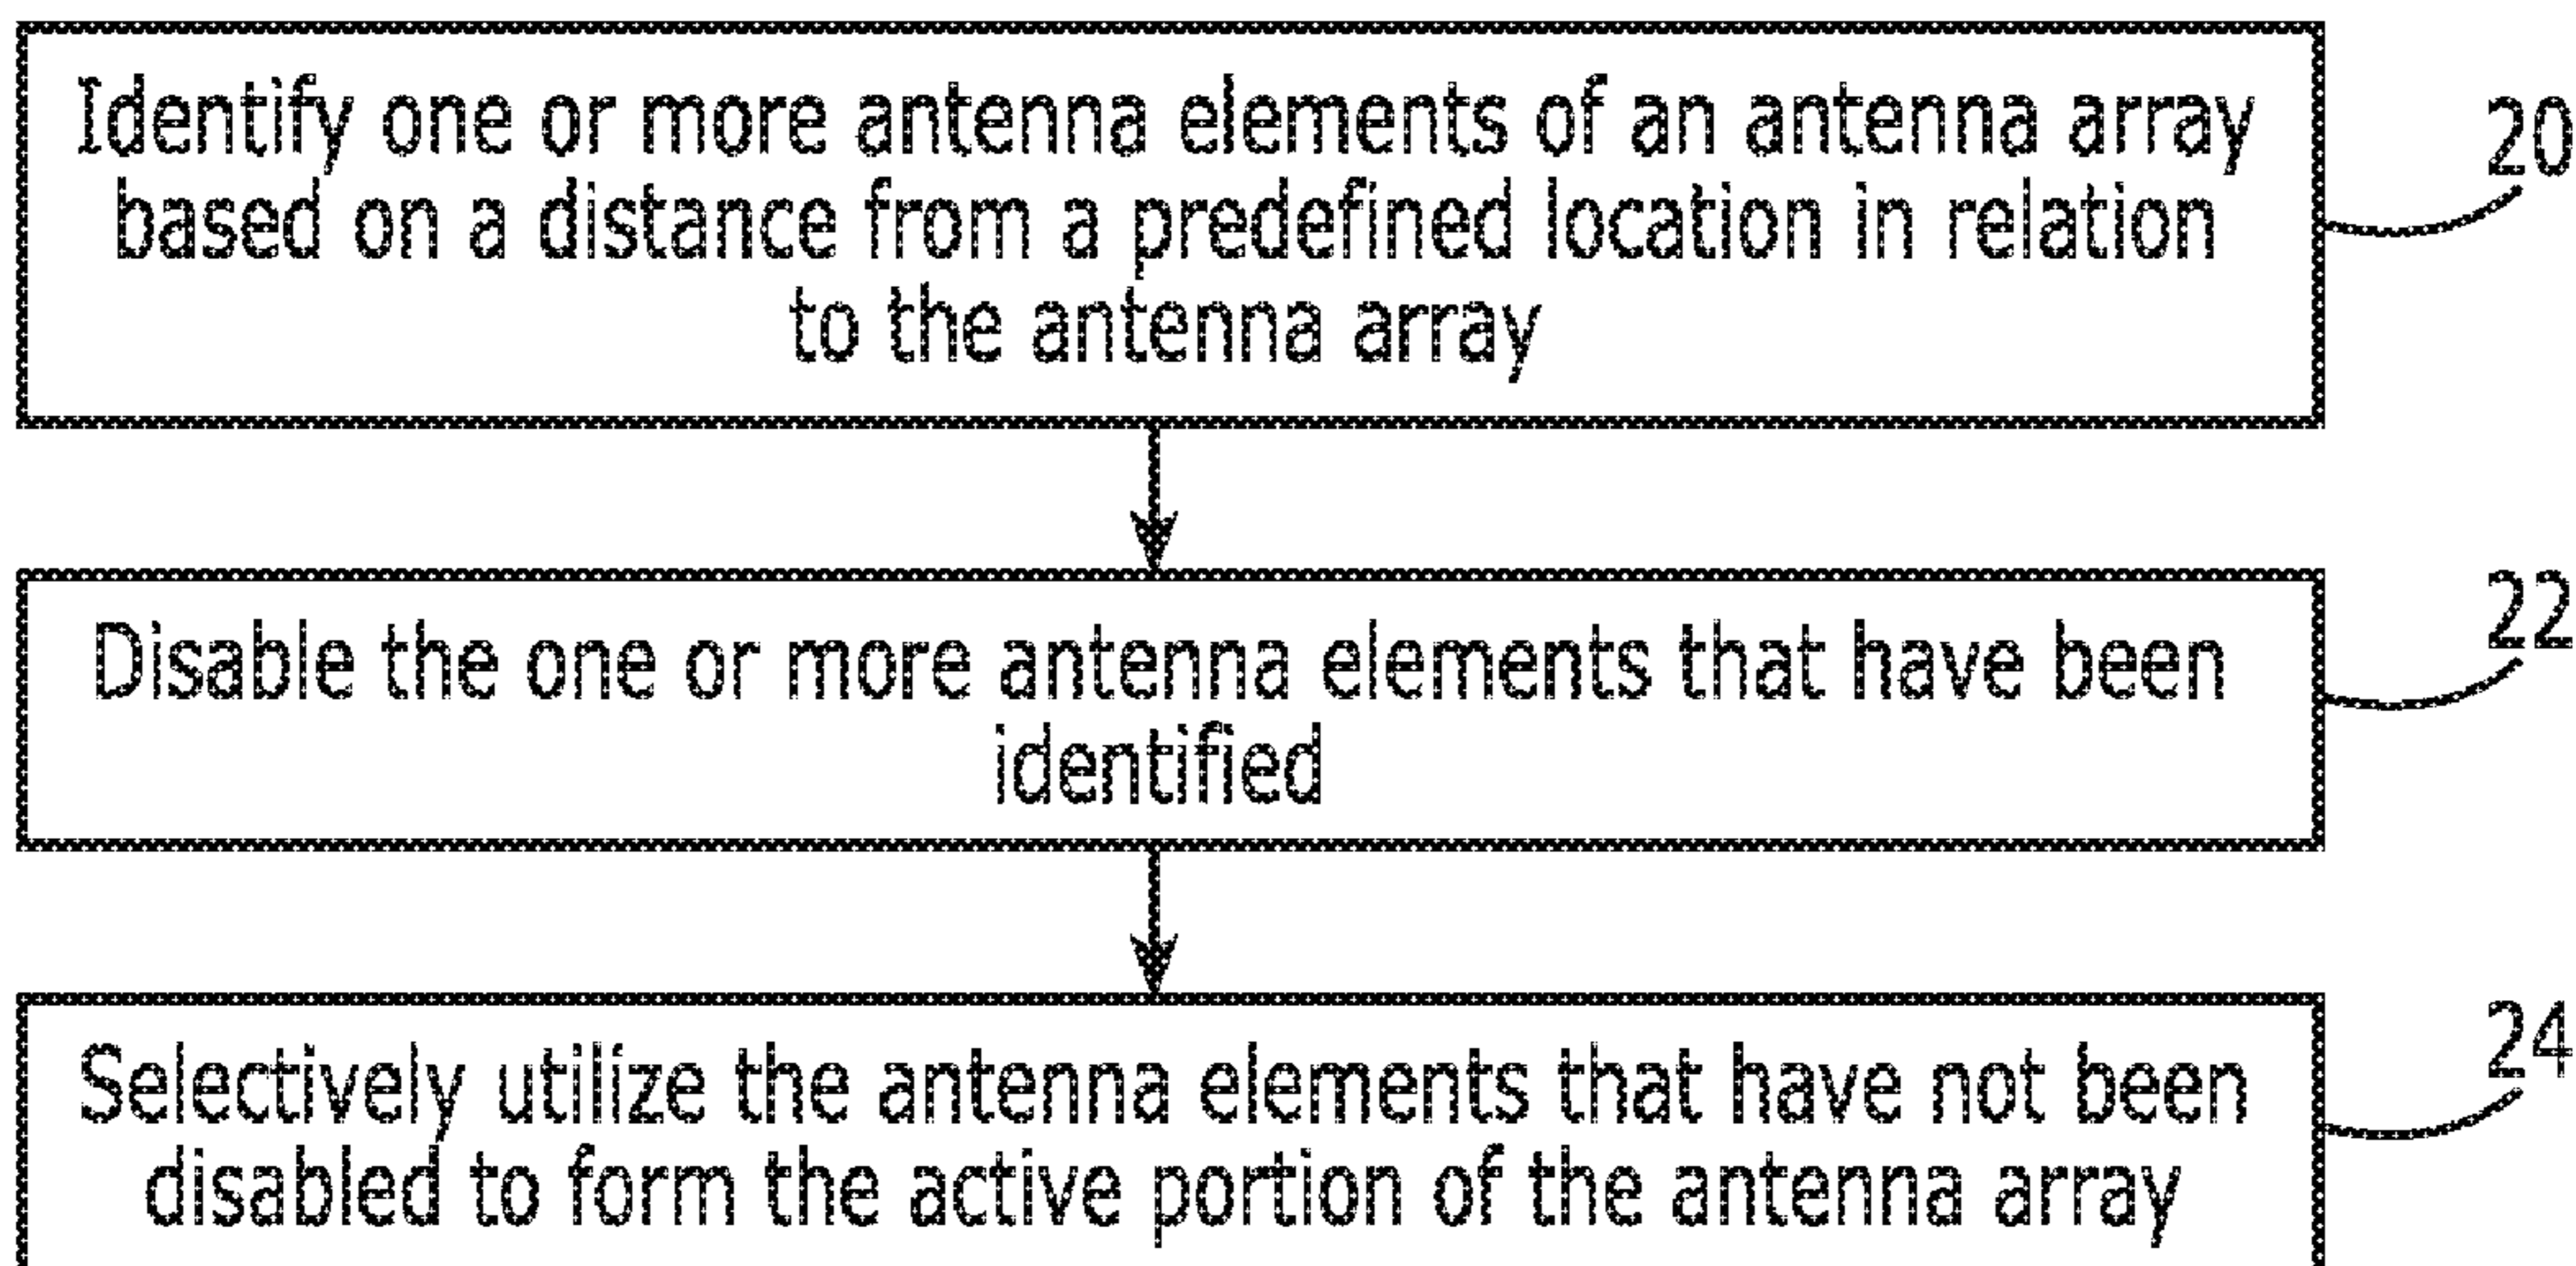 Identify one or more antenna elements of an antenna array
based on a distance from a predefined location in relation
to the antenna array
20
Disable the one or more antenna elements that have been
identified
22
Selectively utilize the antenna elements that have not been
disabled to form the active portion of the antenna array
24